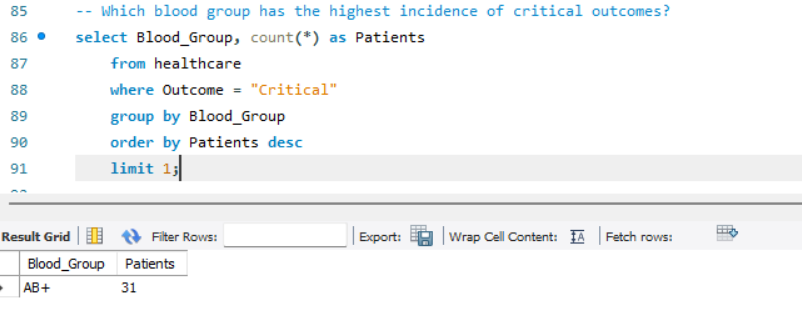 85 -- Which blood group has the highest incidence of critical outcomes?
86 select Blood_Group, count(*) as Patients
87 from healthcare
88 where Outcome = "Critical"
89 group by Blood_Group
90 order by Patients desc
91 limit 1;
Result Grid Filter Rows: Export: Wrap Cell Content: IA Fetch rows:
Blood_Group Patients
AB+ 31